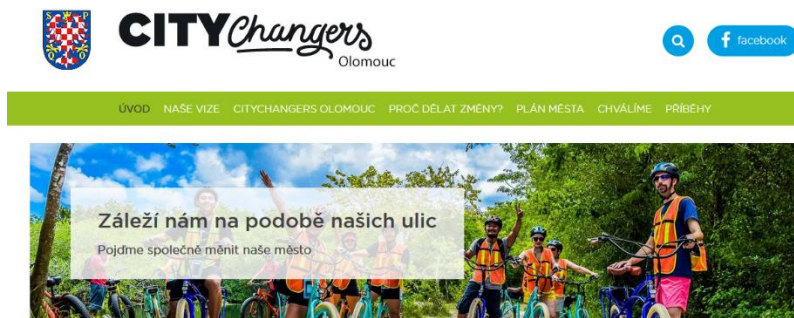 S P
Q O
CITYChangers
Olomouc
facebook
ÚVOD NAŠE VIZE CITYCHANGERS OLOMOUC PROČ DĚLAT ZMĚNY? PLÁN MĚSTA CHVÁLÍME PŘÍBĚHY
Záleží nám na podobě našich ulic
Pojďme společně měnit naše město